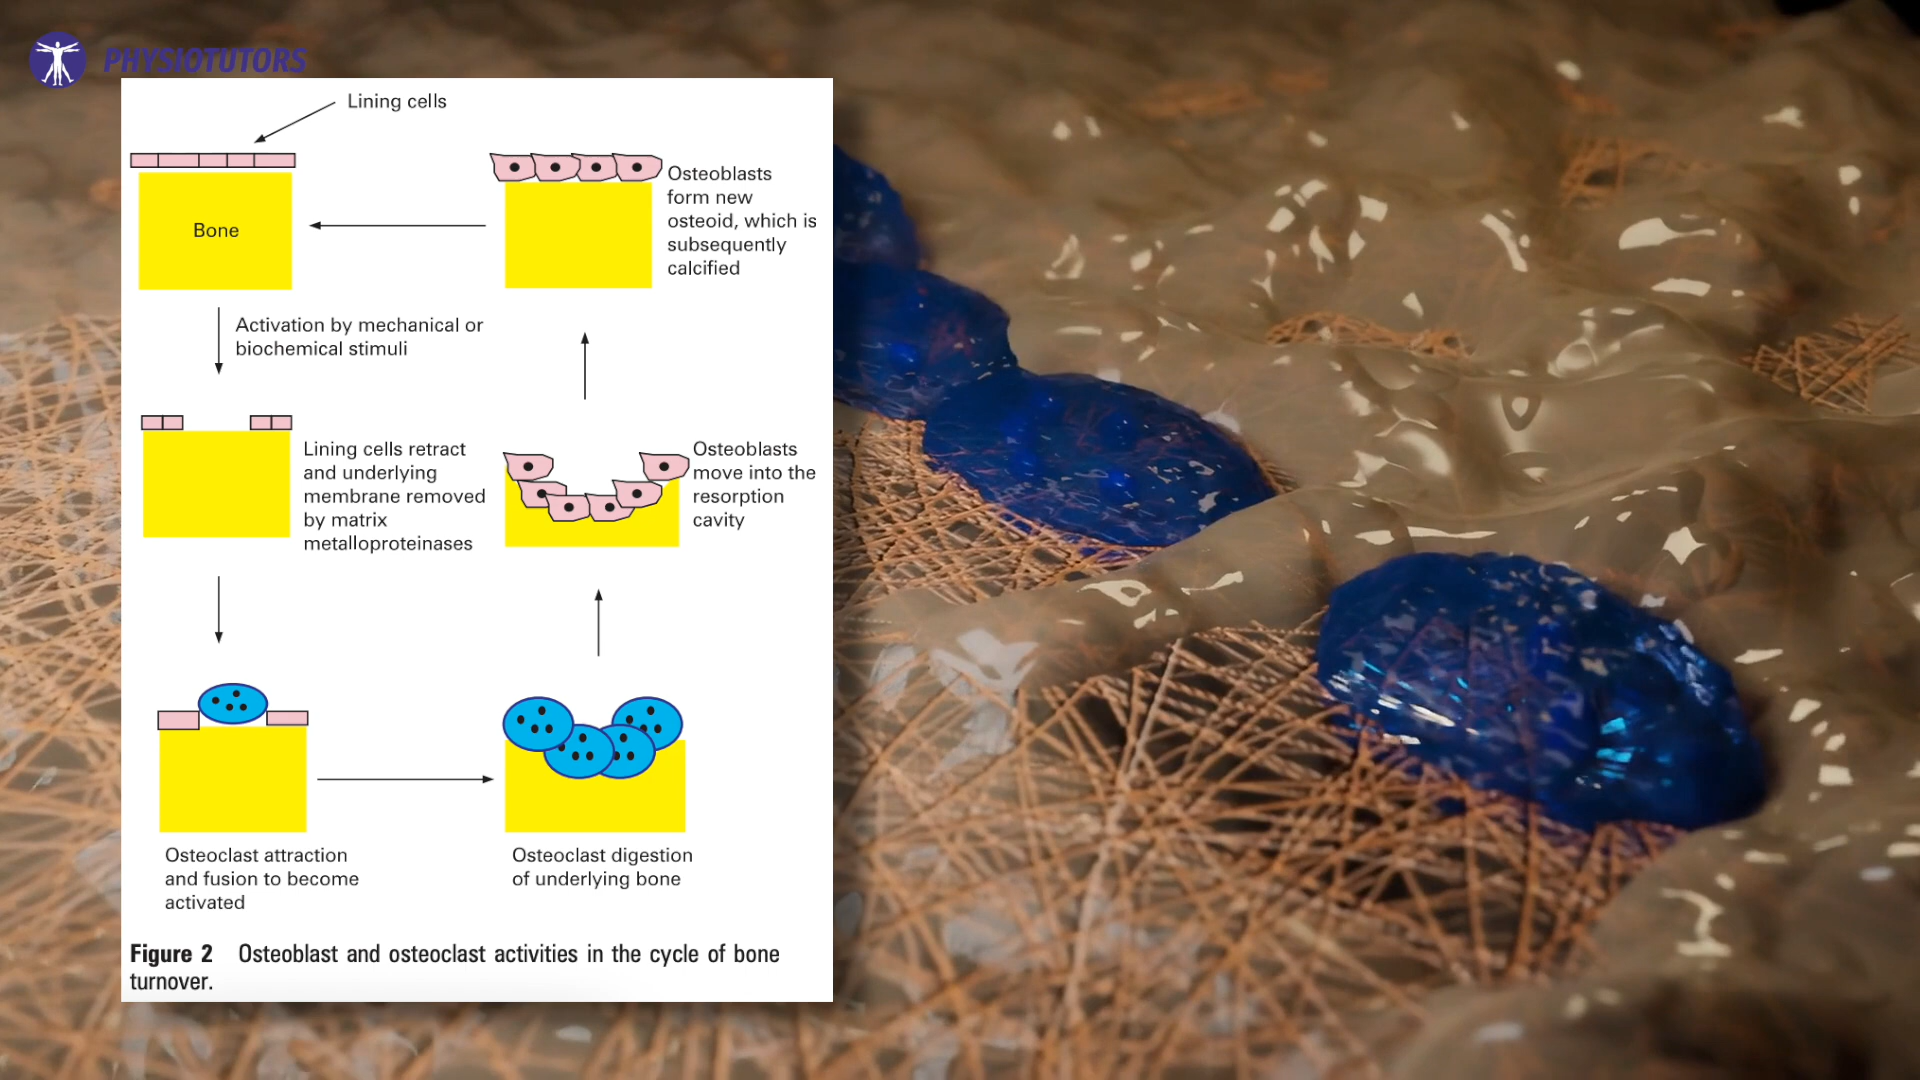 PHYSIOTUTORS
Lining cells
Bone
Activation by mechanical or
biochemical stimuli
Lining cells retract
and underlying
membrane removed
by matrix
metalloproteinases
Osteoclast attraction
and fusion to become
activated
Osteoclast digestion
of underlying bone
Osteoblasts
move into the
resorption
cavity
Osteoblasts
form new
osteoid, which is
subsequently
calcified
Figure 2 Osteoblast and osteoclast activities in the cycle of bone
turnover.